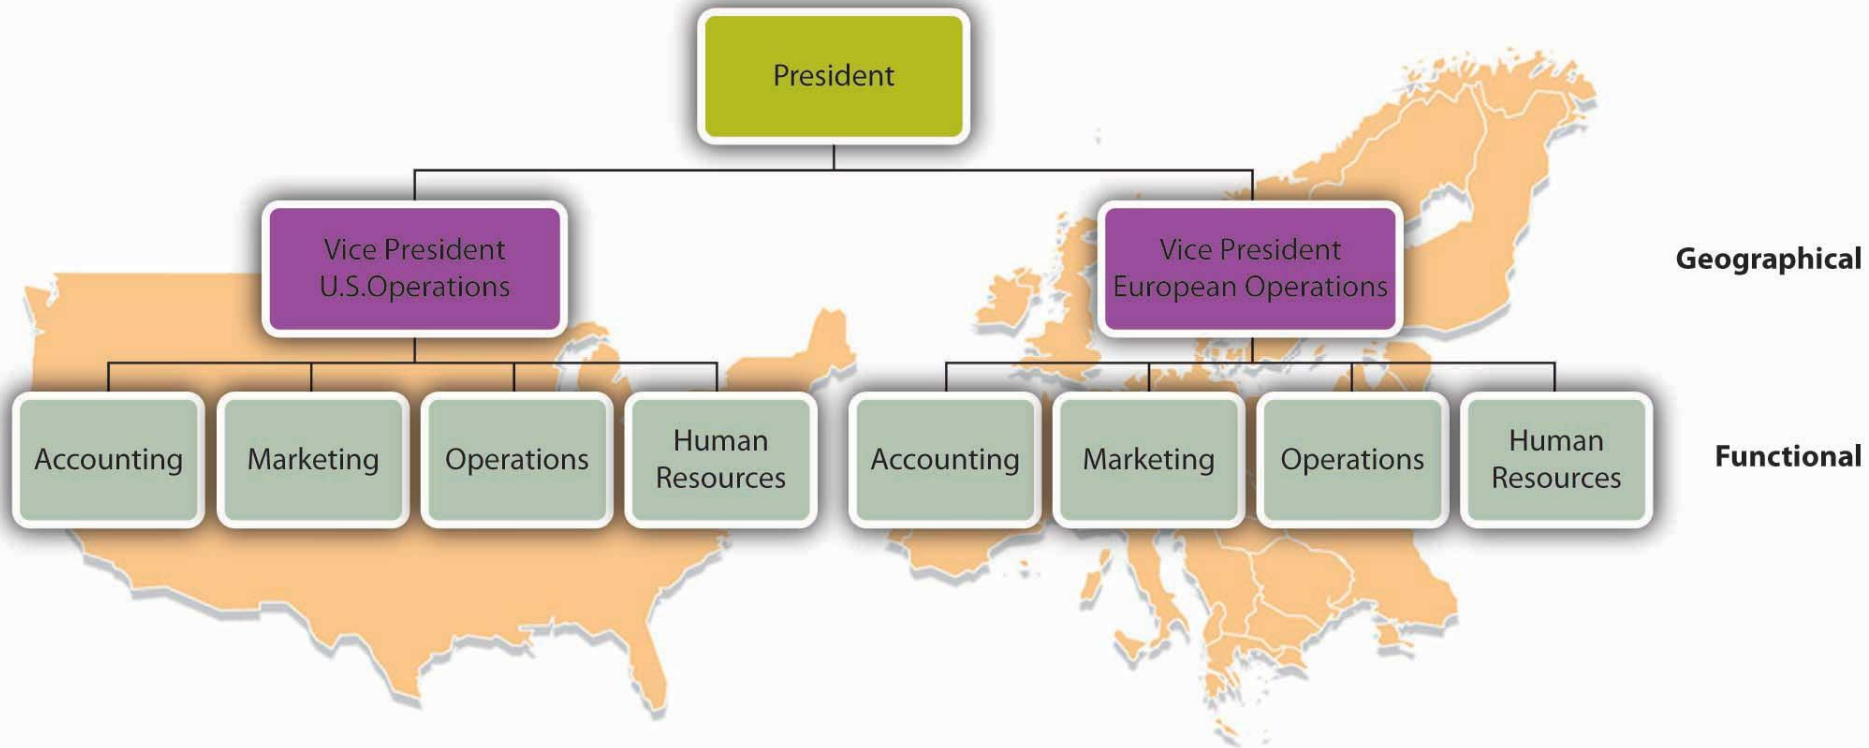 President
Vice President
U.S.Operations
Vice President
European Operations
Geographical
Accounting
Marketing
Operations
Human
Resources
Accounting
Marketing
Operations
Human
Resources
Functional